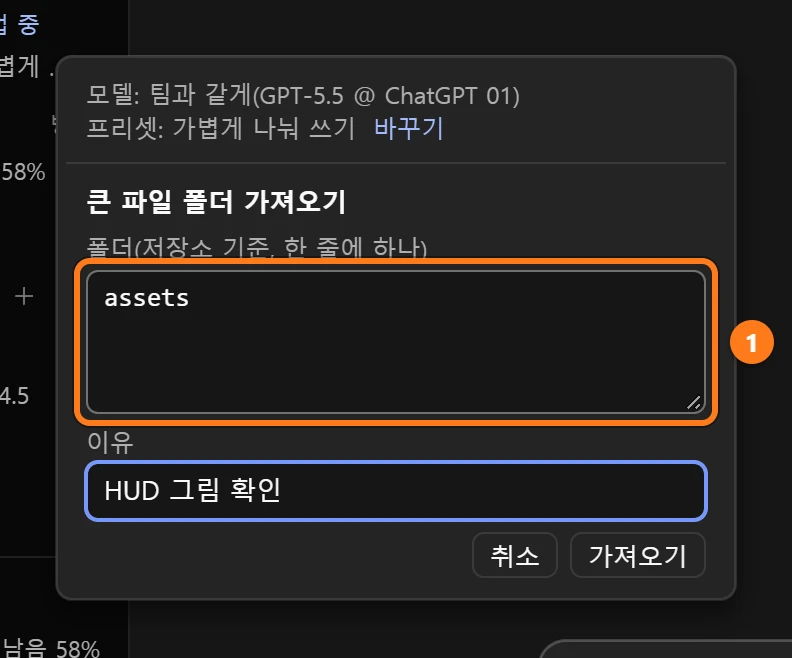 중
볍게 .
58%
4.5
남음 58%
모델: 팀과 같게(GPT-5.5 @ ChatGPT 01)
프리셋: 가볍게 나눠 쓰기 바꾸기
큰 파일 폴더 가져오기
폴더(저장소 기준, 한 줄에 하나)
assets
1
이유
HUD 그림 확인
취소 가져오기